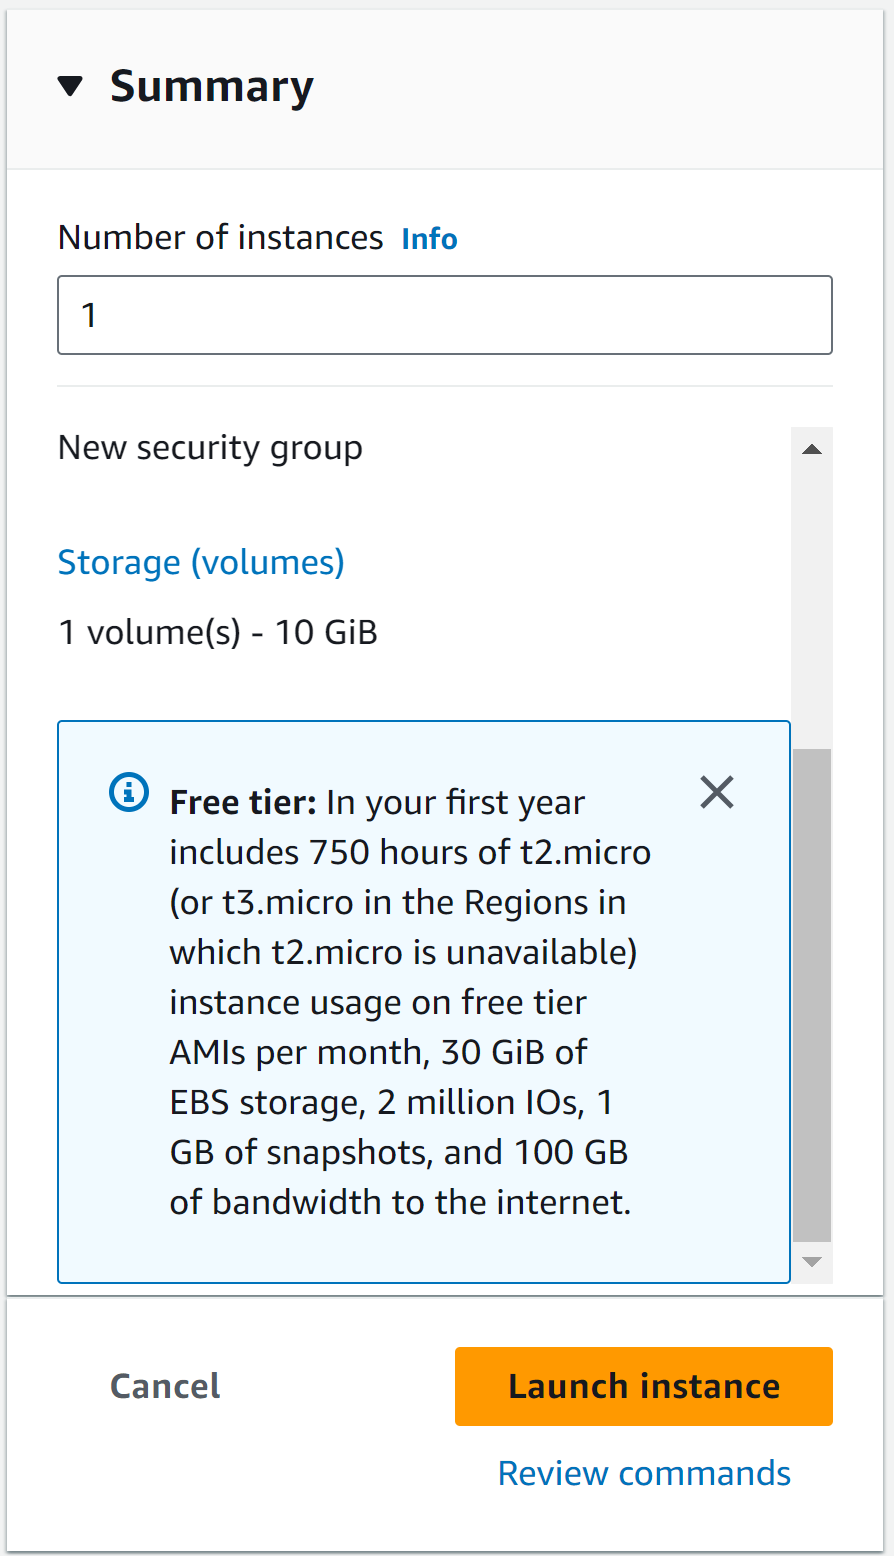 Summary
Number of instances Info
1
New security group
Storage (volumes)
1 volume(s) - 10 GiB
Free tier: In your first year
includes 750 hours of t2.micro
(or t3.micro in the Regions in
which t2.micro is unavailable)
instance usage on free tier
AMIs per month, 30 GiB of
EBS storage, 2 million IOs, 1
GB of snapshots, and 100 GB
of bandwidth to the internet.
Cancel
Launch instance
Review commands